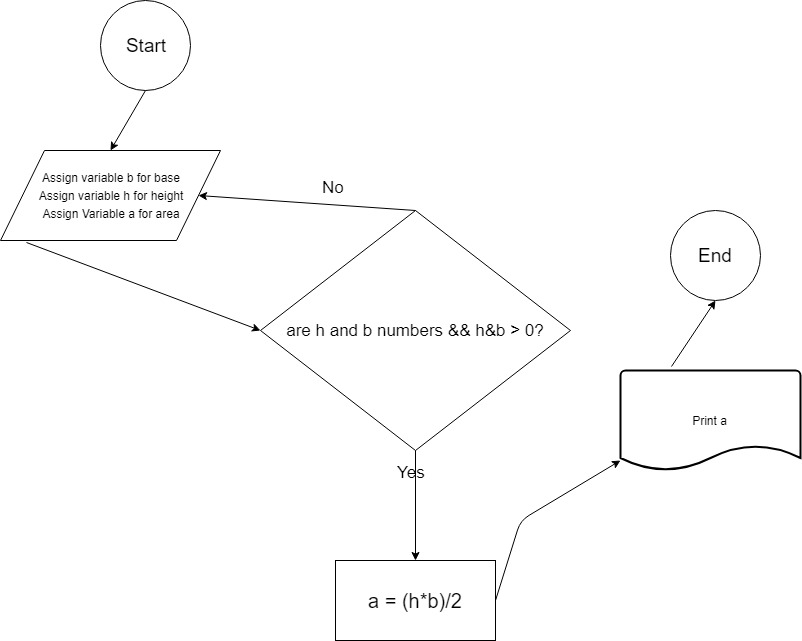 Start
Assign variable b for base
Assign variable h for height
Assign Variable a for area
No
are h and b numbers && h&b > 0?
Yes
a = (h*b)/2
Print a
End